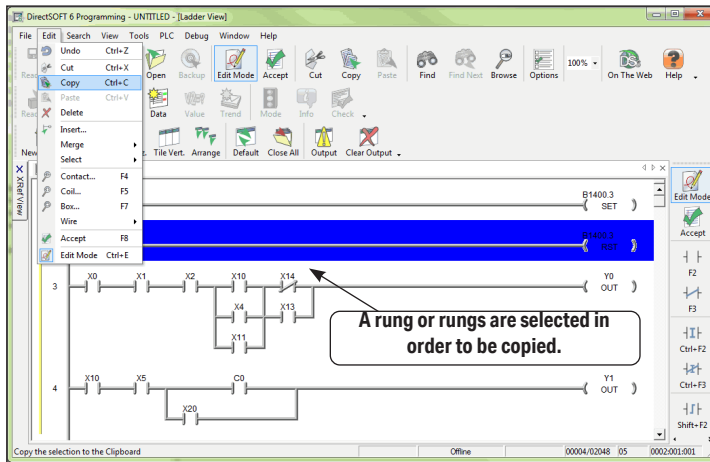 DirectSOFT 6 Programming - UNTITLED - [Ladder View]
File Edit Search View Tools PLC Debug Window Help
Undo Ctrl+Z
Cut Ctrl+X
Copy Ctrl+C
Paste Ctrl+V
Delete
Insert...
Merge
Select
Contact... F4
Coil... F5
Box... F7
Wire
Accept F8
Edit Mode Ctrl+E
Open Backup Edit Mode Accept Cut Copy Paste Find Find Next Browse Options 100% On The Web Help
Data Value Trend Mode Info Check
New Tile Vert. Arrange Default Close All Output Clear Output
XRef View
B1400.3
SET
B1400.3
RST
3 X0 X1 X2 X10 X14 Y0
OUT
X4 X13
X11
A rung or rungs are selected in
order to be copied.
4 X10 X5 C0 Y1
OUT
X20
Edit Mode
Accept
F2
F3
Ctrl+F2
Ctrl+F3
Shift+F2
Copy the selection to the Clipboard Offline 00004/02048 05 0002:001:001